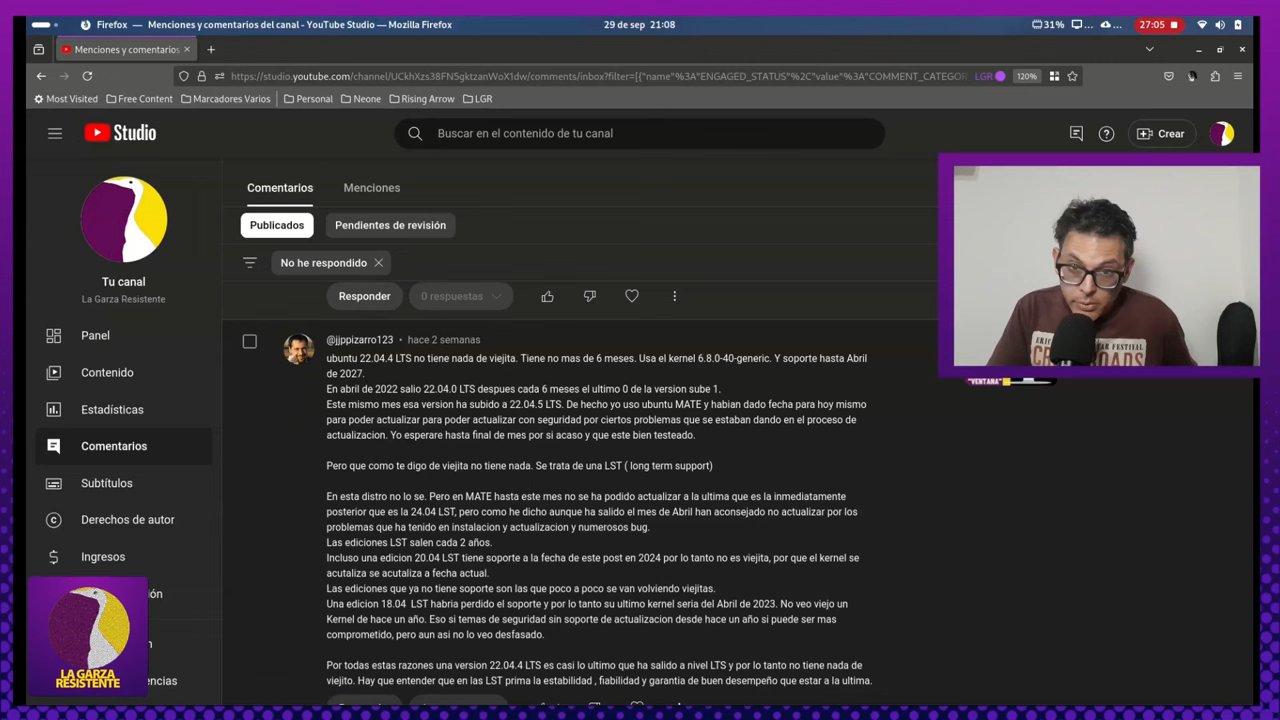 Firefox — Menciones y comentarios del canal - YouTube Studio — Mozilla Firefox
29 de sep 21:08
31%
27:05
Menciones y comentarios
https://studio.youtube.com/channel/UCkhXzs38FN5gktzanWoX1dw/comments/inbox?filter=[{"name"%3A"ENGAGED_STATUS"%2C"value"%3A"COMMENT_CATEGOR
LGR
120%
Most Visited
Free Content
Marcadores Varios
Personal
Neone
Rising Arrow
LGR
Studio
Buscar en el contenido de tu canal
Crear
Comentarios
Menciones
Publicados
Pendientes de revisión
No he respondido
Tu canal
La Garza Resistente
Panel
Contenido
Estadísticas
Comentarios
Subtítulos
Derechos de autor
Ingresos
LA GARZA
RESISTENTE
Responder
0 respuestas
@jjppizarro123 • hace 2 semanas
ubuntu 22.04.4 LTS no tiene nada de viejita. Tiene no mas de 6 meses. Usa el kernel 6.8.0-40-generic. Y soporte hasta Abril
de 2027.
En abril de 2022 salio 22.04.0 LTS despues cada 6 meses el ultimo 0 de la version sube 1.
Este mismo mes esa version ha subido a 22.04.5 LTS. De hecho yo uso ubuntu MATE y habian dado fecha para hoy mismo
para poder actualizar para poder actualizar con seguridad por ciertos problemas que se estaban dando en el proceso de
actualizacion. Yo esperare hasta final de mes por si acaso y que este bien testeado.
Pero que como te digo de viejita no tiene nada. Se trata de una LST ( long term support)
En esta distro no lo se. Pero en MATE hasta este mes no se ha podido actualizar a la ultima que es la inmediatamente
posterior que es la 24.04 LST, pero como he dicho aunque ha salido el mes de Abril han aconsejado no actualizar por los
problemas que ha tenido en instalacion y actualizacion y numerosos bug.
Las ediciones LST salen cada 2 años.
Incluso una edicion 20.04 LST tiene soporte a la fecha de este post en 2024 por lo tanto no es viejita, por que el kernel se
acutaliza se acutaliza a fecha actual.
Las ediciones que ya no tiene soporte son las que poco a poco se van volviendo viejitas.
Una edicion 18.04 LST habria perdido el soporte y por lo tanto su ultimo kernel seria del Abril de 2023. No veo viejo un
Kernel de hace un año. Eso si temas de seguridad sin soporte de actualizacion desde hace un año si puede ser mas
comprometido, pero aun asi no lo veo desfasado.
Por todas estas razones una version 22.04.4 LTS es casi lo ultimo que ha salido a nivel LTS y por lo tanto no tiene nada de
viejito. Hay que entender que en las LST prima la estabilidad , fiabilidad y garantia de buen desempeño que estar a la ultima.
"VENTANA"